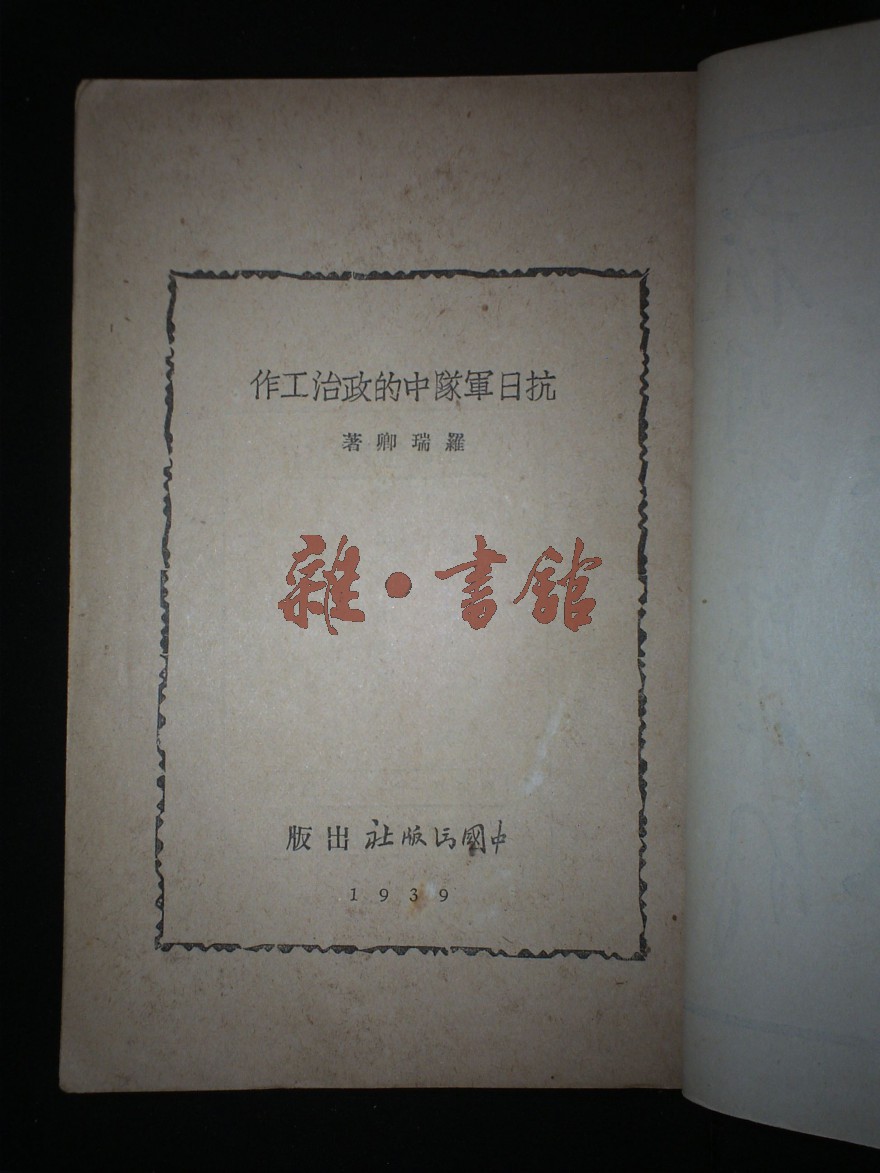 抗日軍隊中的政治工作
羅瑞卿著
雜•書舘
中國出版社出版
1939